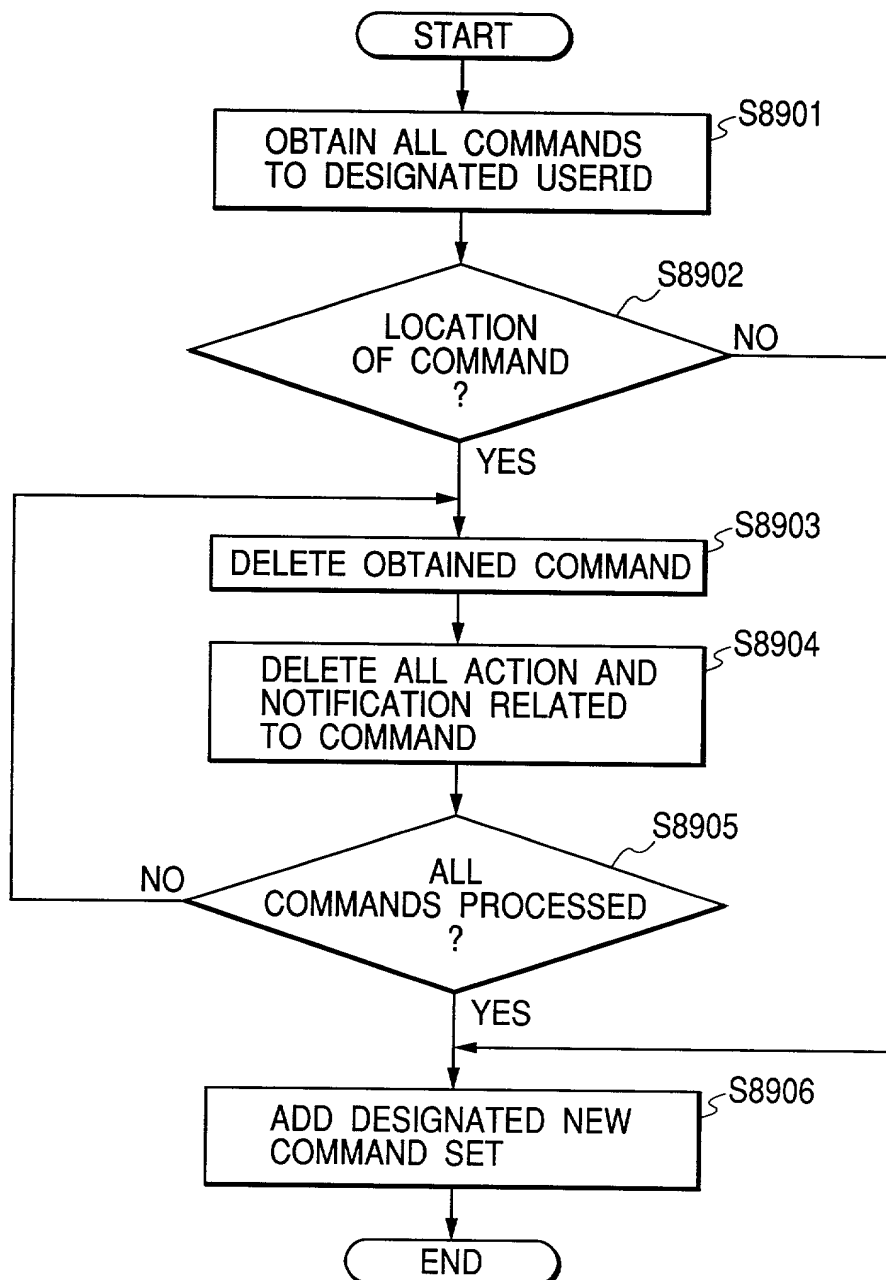 START
S8901
OBTAIN ALL COMMANDS
TO DESIGNATED USERID
S8902
LOCATION
OF COMMAND
?
NO
YES
S8903
DELETE OBTAINED COMMAND
S8904
DELETE ALL ACTION AND
NOTIFICATION RELATED
TO COMMAND
S8905
ALL
COMMANDS PROCESSED
?
NO
YES
S8906
ADD DESIGNATED NEW
COMMAND SET
END